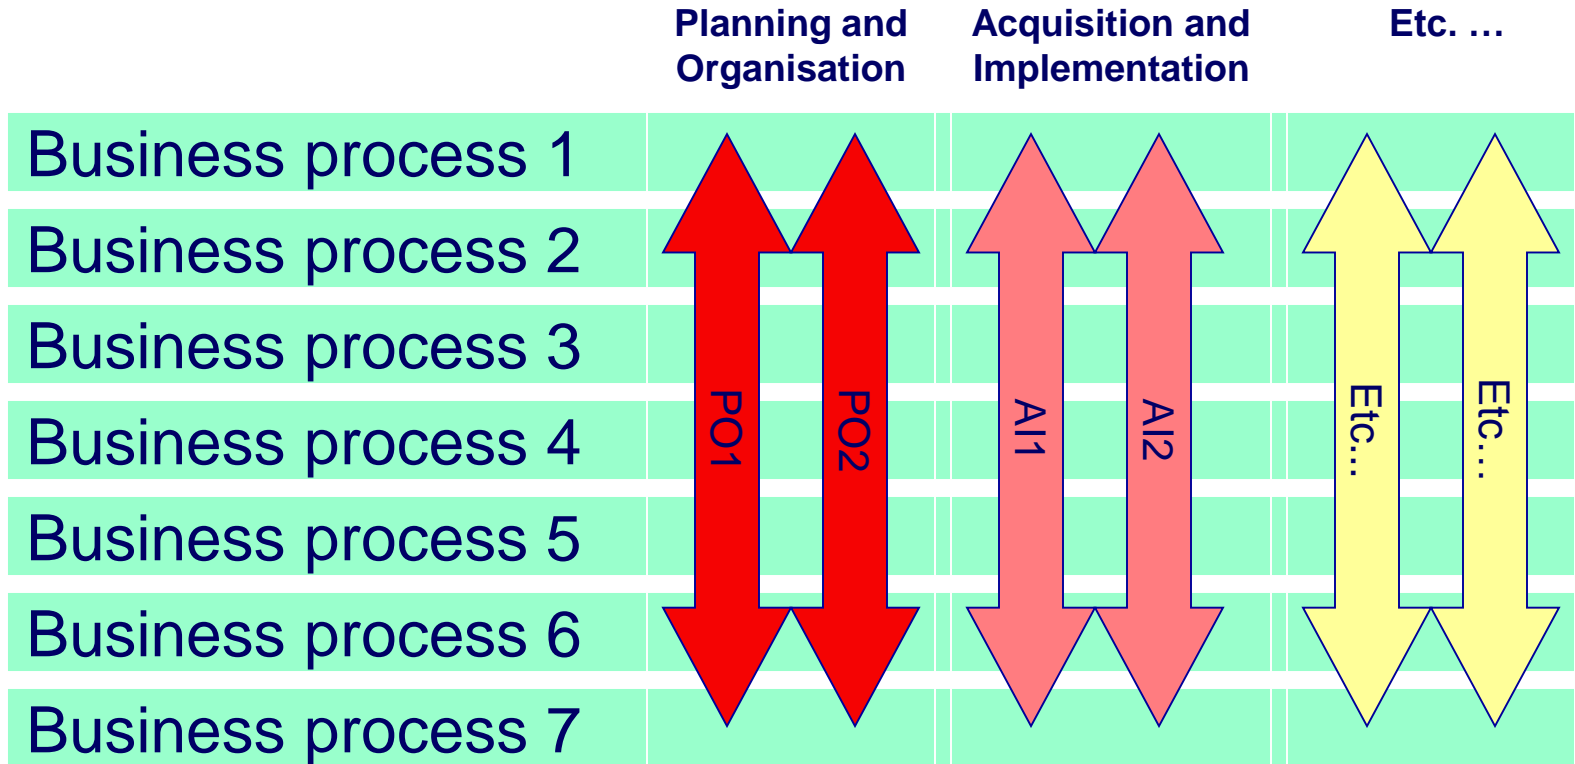 Planning and
Organisation
Acquisition and
Implementation
Etc. …
Business process 1
Business process 2
Business process 3
Business process 4
Business process 5
Business process 6
Business process 7
PO1
PO2
AI1
AI2
Etc...
Etc….